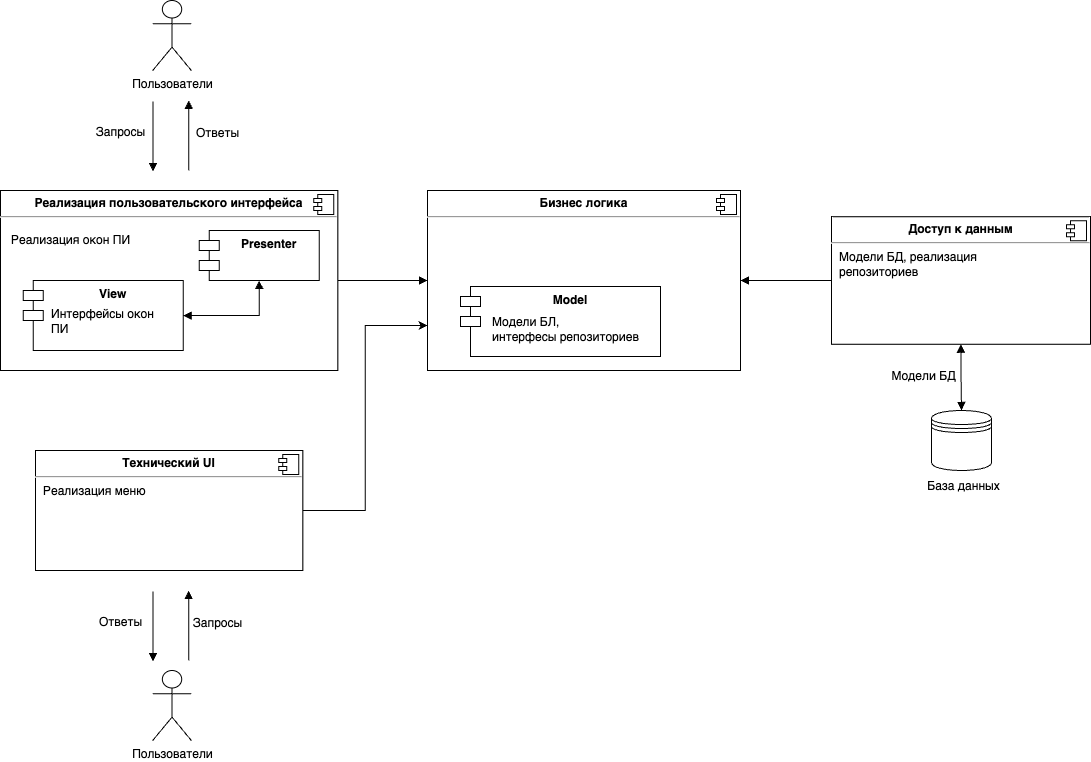 Пользователи
Запросы
Ответы
Реализация пользовательского интерфейса
Реализация окон ПИ
Presenter
View
Интерфейсы окон
ПИ
Бизнес логика
Model
Модели БЛ,
интерфесы репозиториев
Доступ к данным
Модели БД, реализация
репозиториев
Модели БД
База данных
Технический UI
Реализация меню
Ответы
Запросы
Пользователи